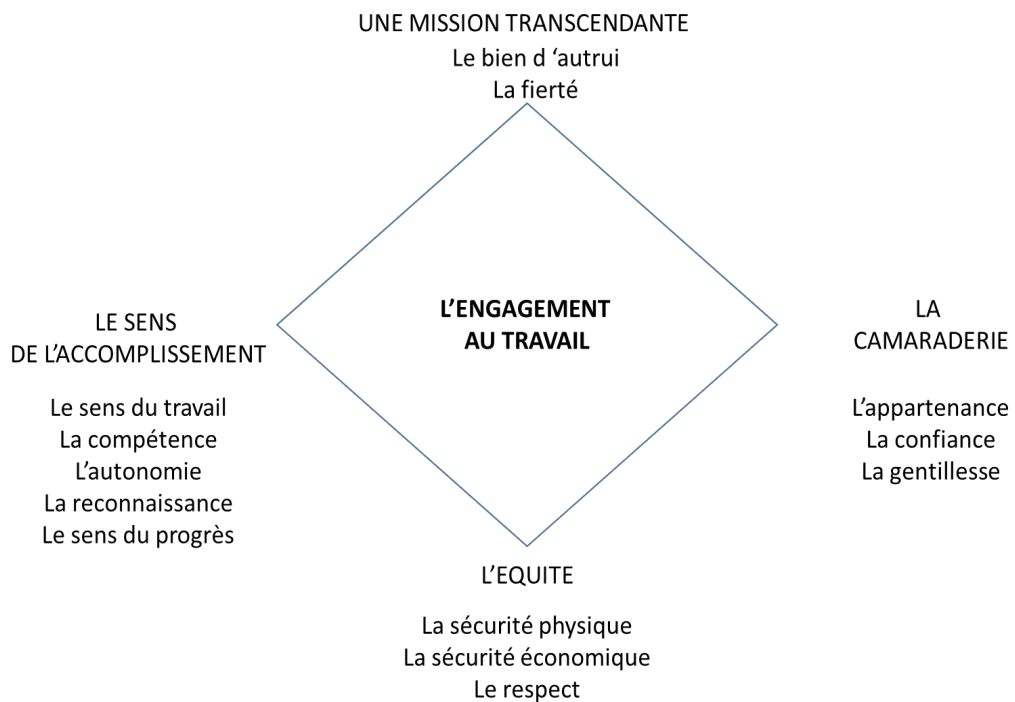 UNE MISSION TRANSCENDANTE
Le bien d ‘autrui
La fierté
L’ENGAGEMENT
AU TRAVAIL
LE SENS
DE L’ACCOMPLISSEMENT
Le sens du travail
La compétence
L’autonomie
La reconnaissance
Le sens du progrès
LA
CAMARADERIE
L’appartenance
La confiance
La gentillesse
L’EQUITE
La sécurité physique
La sécurité économique
Le respect